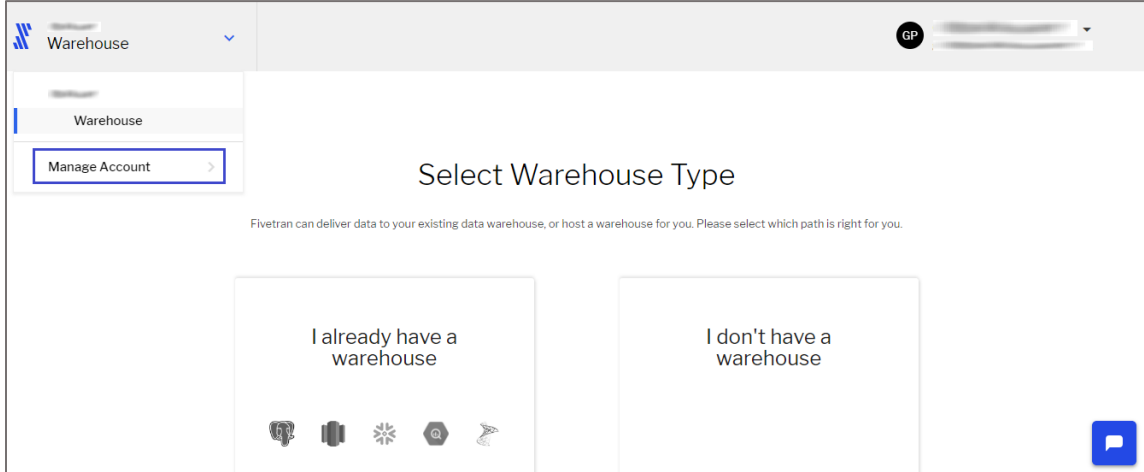 Warehouse
GP
Warehouse
Manage Account
Select Warehouse Type
Fivetran can deliver data to your existing data warehouse, or host a warehouse for you. Please select which path is right for you.
I already have a
warehouse
I don't have a
warehouse